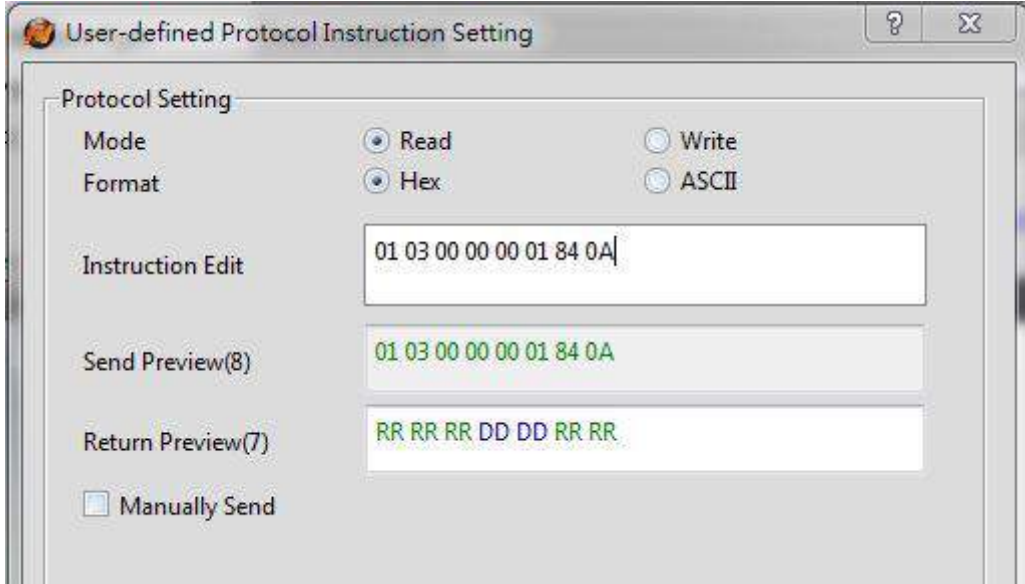 User-defined Protocol Instruction Setting
Protocol Setting
Mode Read Write
Format Hex ASCII
Instruction Edit 01 03 00 00 00 01 84 0A
Send Preview(8) 01 03 00 00 00 01 84 0A
Return Preview(7) RR RR RR DD DD RR RR
Manually Send